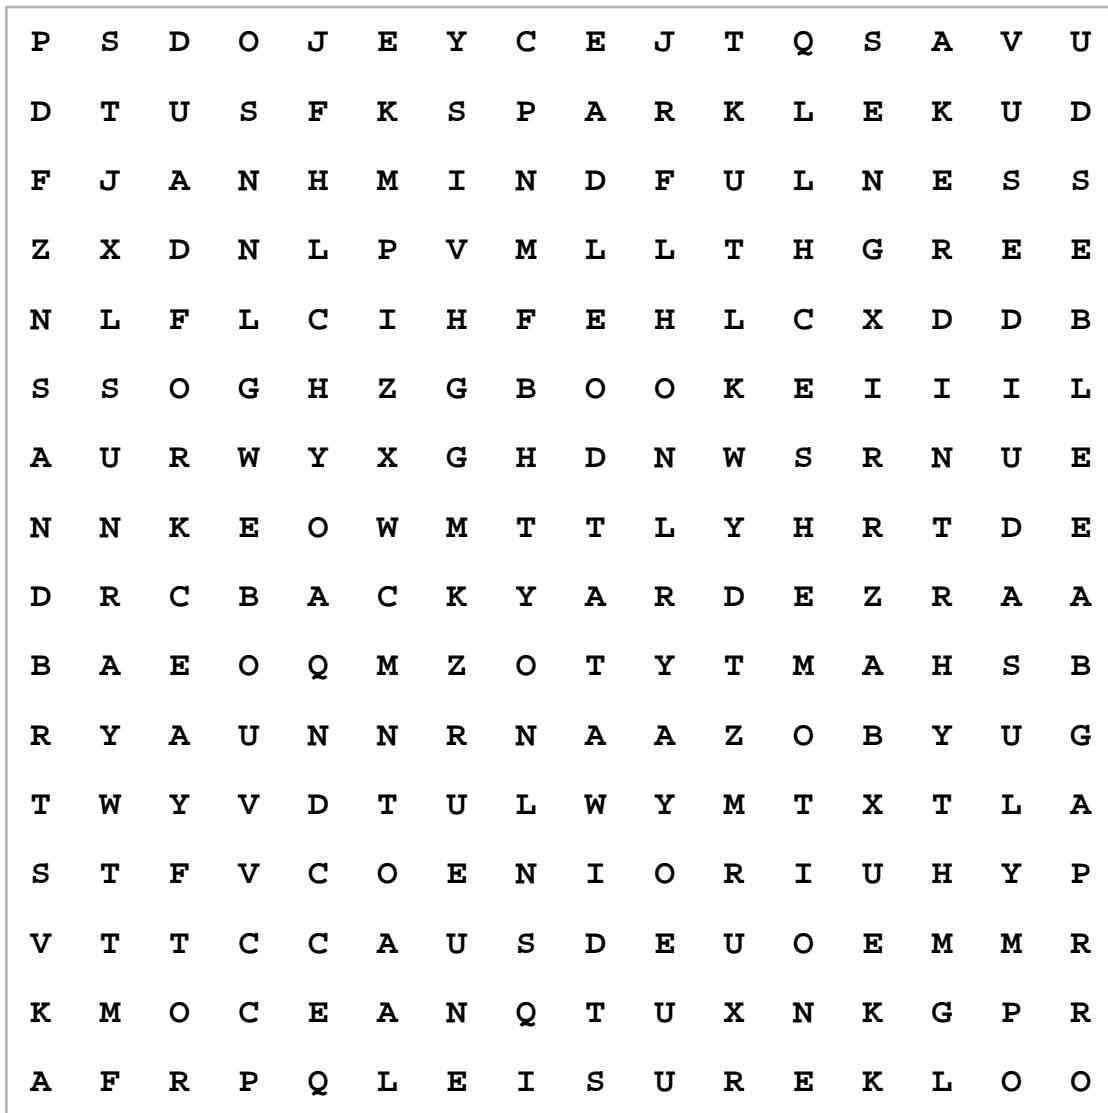 P S D O J E Y C E J T Q S A V U
D T U S F K S P A R K L E K U D
F J A N H M I N D F U L N E S S
Z X D N L P V M L L T H G R E E
N L F L C I H F E H L C X D D B
S S O G H Z G B O O K E I I I L
A U R W Y X G H D N W S R N U E
N N K E O W M T T L Y H R T D E
D R C B A C K Y A R D E Z R A A
B A E O Q M Z O T Y T M A H S B
R Y A U N N R N A A Z O B Y U G
T W Y V D T U L W Y M T X T L A
S T F V C O E N I O R I U H Y P
V T T C C A U S D E U O E M M R
K M O C E A N Q T U X N K G P R
A F R P Q L E I S U R E K L O O